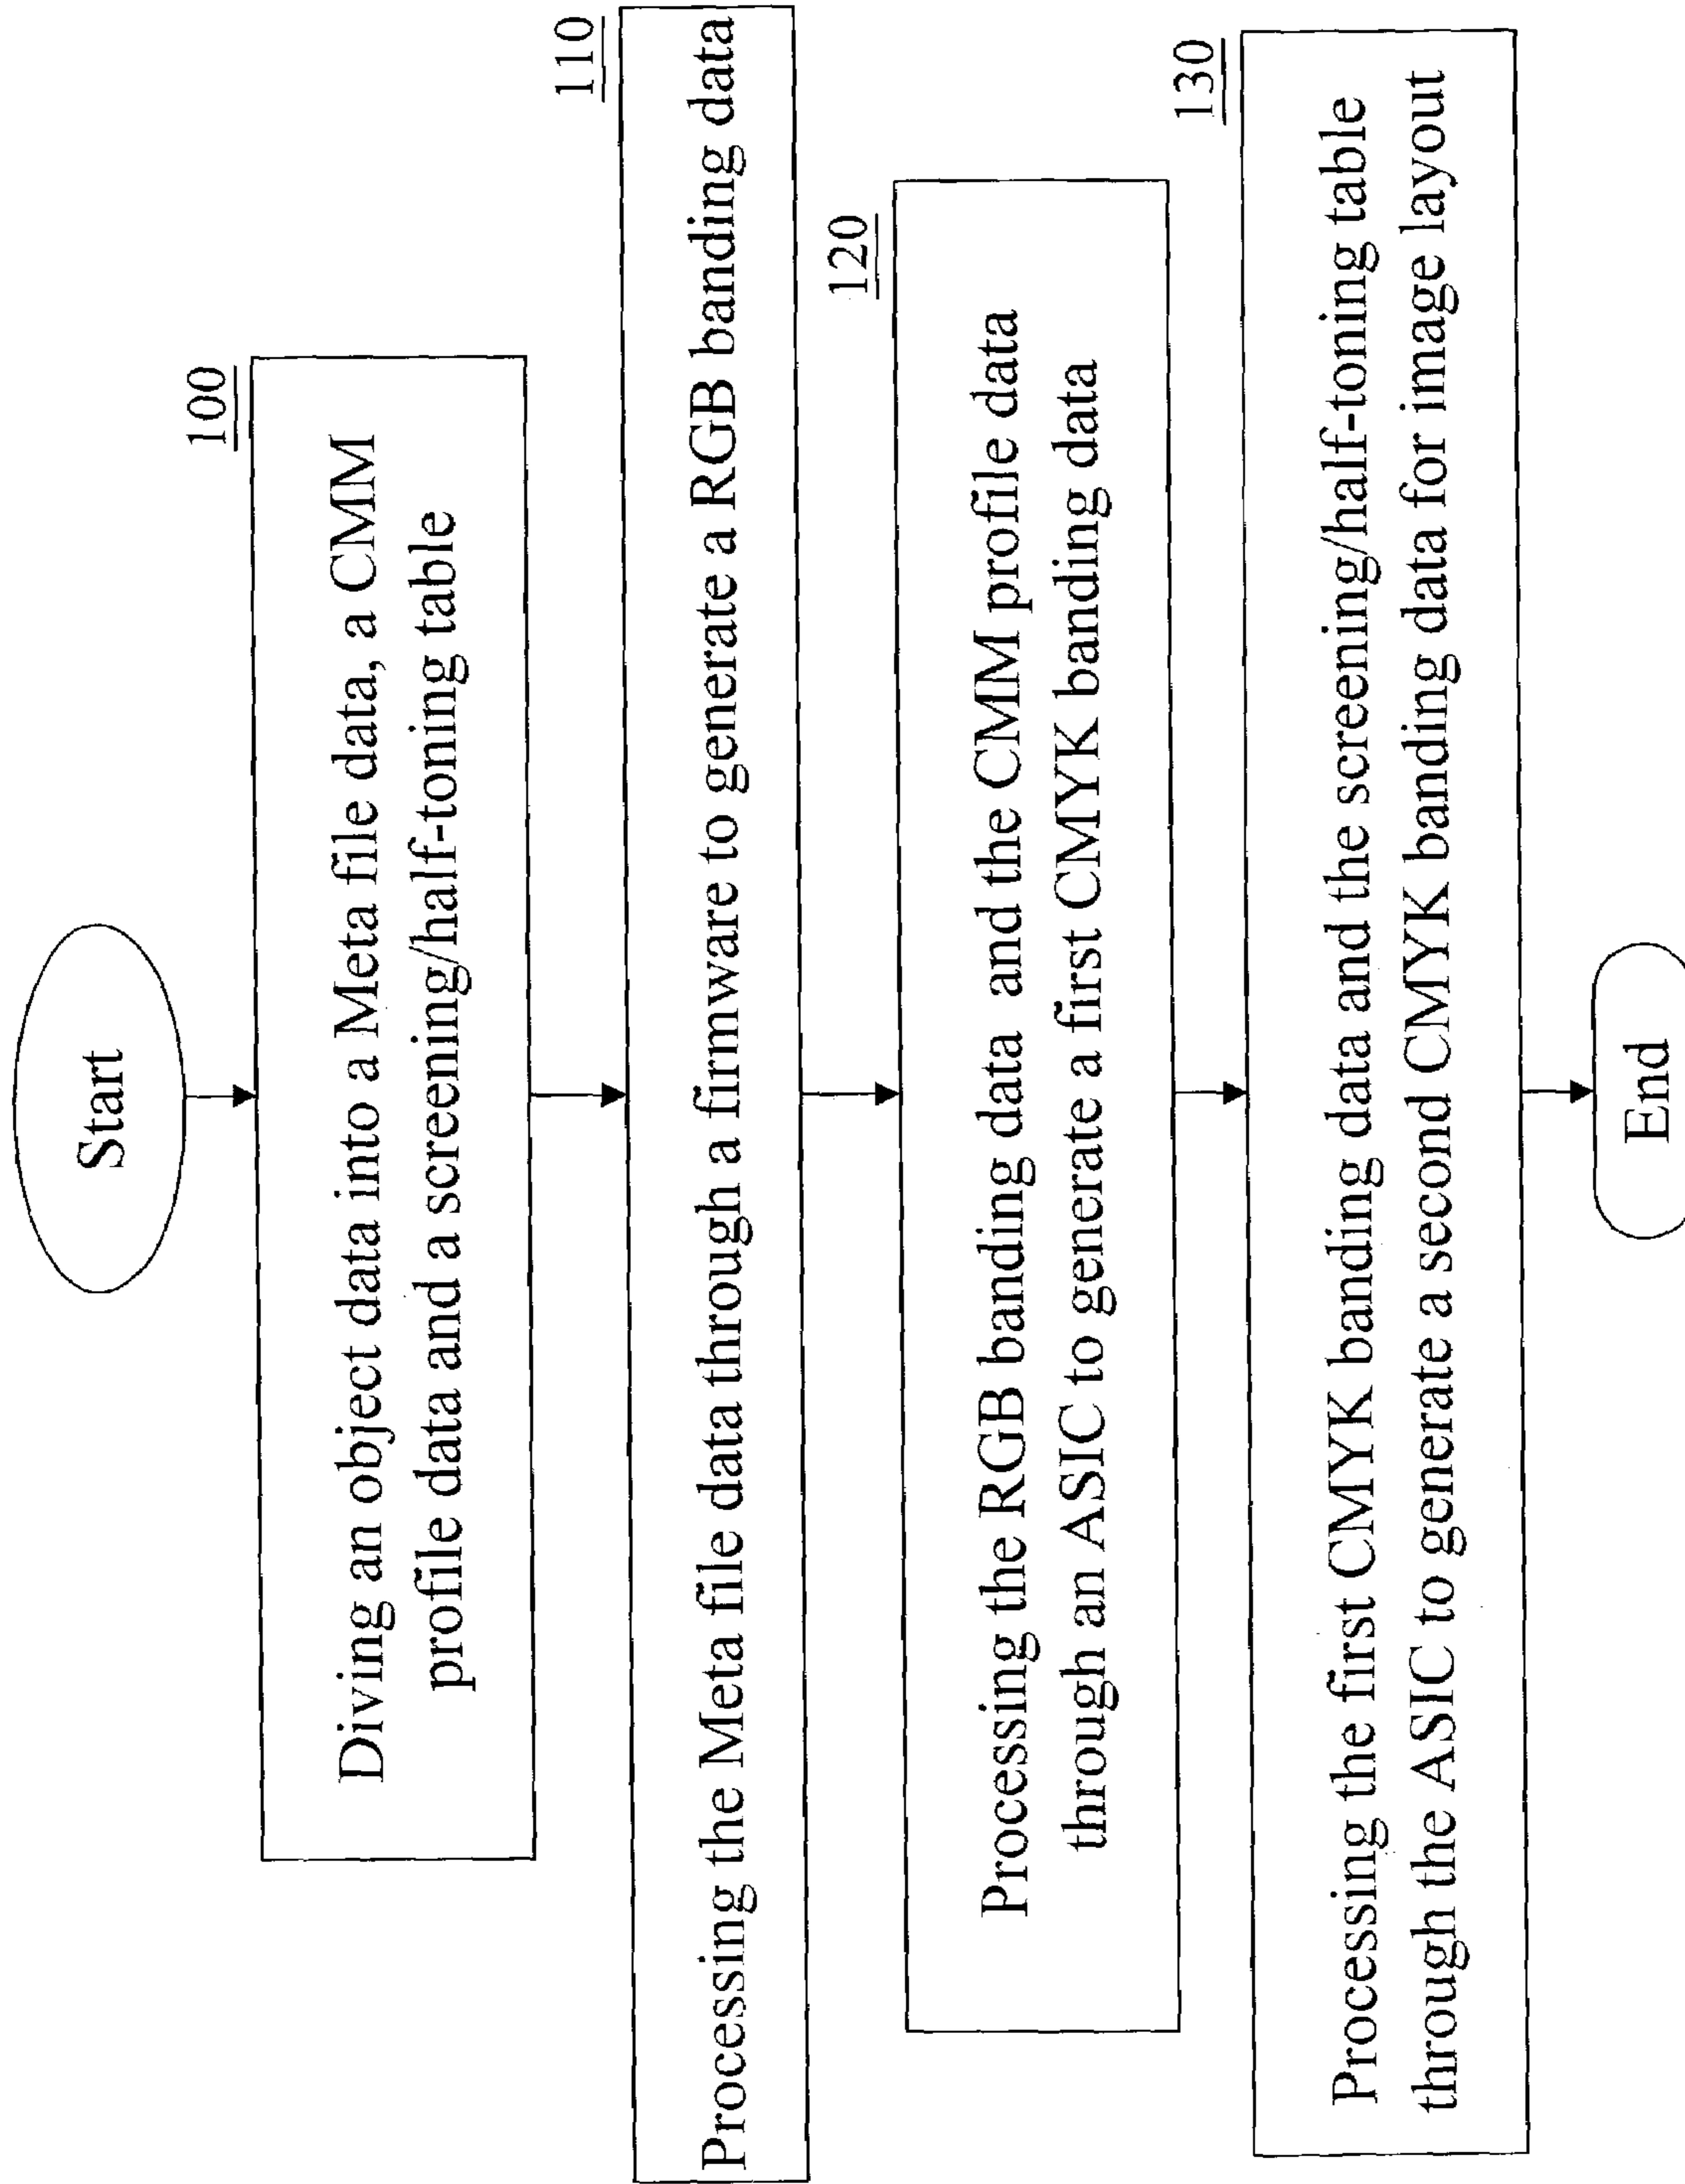 Start
100
Diving an object data into a Meta file data, a CMM
profile data and a screening/half-toning table
110
Processing the Meta file data through a firmware to generate a RGB banding data
120
Processing the RGB banding data and the CMM profile data
through an ASIC to generate a first CMYK banding data
130
Processing the first CMYK banding data and the screening/half-toning table
through the ASIC to generate a second CMYK banding data for image layout
End